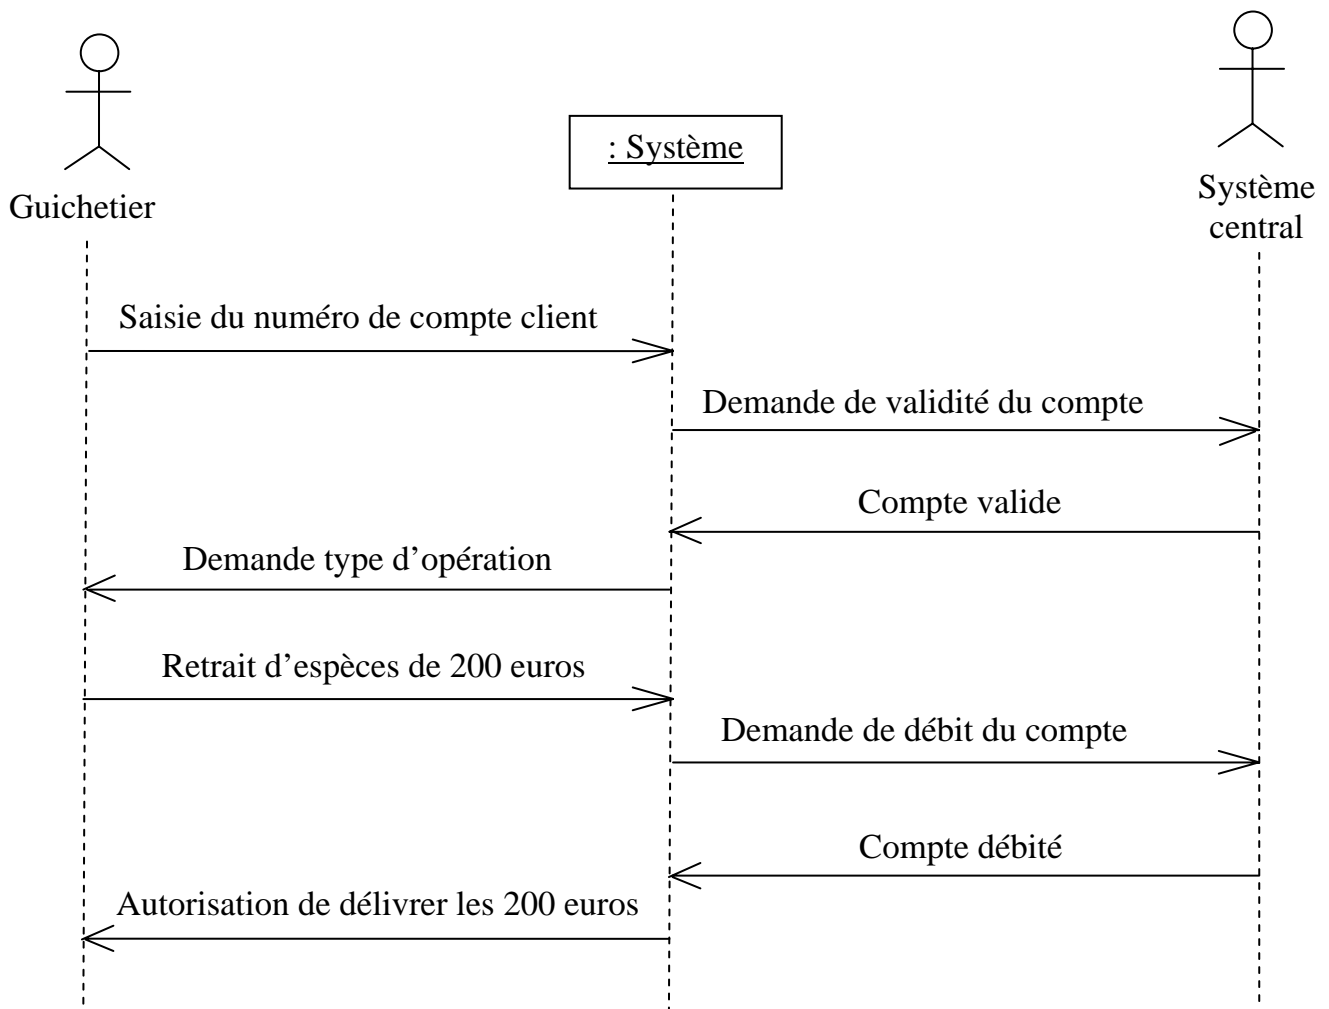 : Système
Guichetier
Système
central
Saisie du numéro de compte client
Demande de validité du compte
Compte valide
Demande type d’opération
Retrait d’espèces de 200 euros
Demande de débit du compte
Compte débité
Autorisation de délivrer les 200 euros